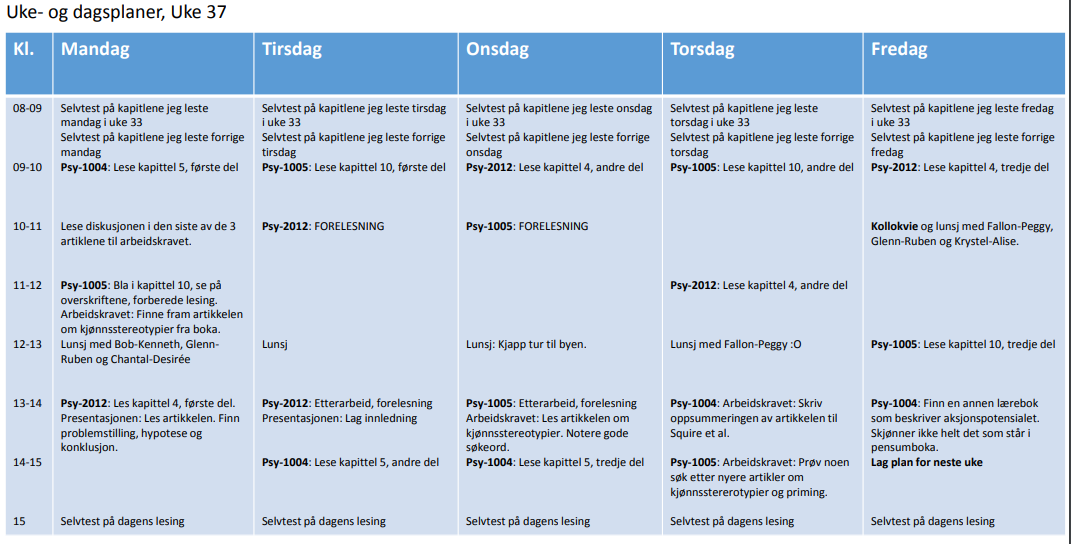 Uke- og dagsplaner, Uke 37
Kl. Mandag Tirsdag Onsdag Torsdag Fredag
08-09
Selvtest på kapitlene jeg leste
mandag i uke 33
Selvtest på kapitlene jeg leste forrige
mandag
Selvtest på kapitlene jeg leste tirsdag
i uke 33
Selvtest på kapitlene jeg leste forrige
tirsdag
Selvtest på kapitlene jeg leste onsdag
i uke 33
Selvtest på kapitlene jeg leste forrige
onsdag
Selvtest på kapitlene jeg leste
torsdag i uke 33
Selvtest på kapitlene jeg leste forrige
torsdag
Selvtest på kapitlene jeg leste fredag
i uke 33
Selvtest på kapitlene jeg leste forrige
fredag
09-10
Psy-1004: Lese kapittel 5, første del
Psy-1005: Lese kapittel 10, første del
Psy-2012: Lese kapittel 4, andre del
Psy-1005: Lese kapittel 10, andre del
Psy-2012: Lese kapittel 4, tredje del
10-11
Lese diskusjonen i den siste av de 3
artiklene til arbeidskravet.
Psy-2012: FORELESNING
Psy-1005: FORELESNING
Kollokvie og lunsj med Fallon-Peggy,
Glenn-Ruben og Krystel-Alise.
11-12
Psy-1005: Bla i kapittel 10, se på
overskriftene, forberede lesing.
Arbeidskravet: Finne fram artikkelen
om kjønnsstereotypier fra boka.
Psy-2012: Lese kapittel 4, andre del
12-13
Lunsj med Bob-Kenneth, Glenn-
Ruben og Chantal-Desirée
Lunsj
Lunsj: Kjapp tur til byen.
Lunsj med Fallon-Peggy :O
Psy-1005: Lese kapittel 10, tredje del
13-14
Psy-2012: Les kapittel 4, første del.
Presentasjonen: Les artikkelen. Finn
problemstilling, hypotese og
konklusjon.
Psy-2012: Etterarbeid, forelesning
Presentasjonen: Lag innledning
Psy-1005: Etterarbeid, forelesning
Arbeidskravet: Les artikkelen om
kjønnsstereotypier. Notere gode
søkeord.
Psy-1004: Arbeidskravet: Skriv
oppsummeringen av artikkelen til
Squire et al.
Psy-1004: Finn en annen lærebok
som beskriver aksjonspotensialet.
Skjønner ikke helt det som står i
pensumboka.
14-15
Psy-1004: Lese kapittel 5, andre del
Psy-1004: Lese kapittel 5, tredje del
Psy-1005: Arbeidskravet: Prøv noen
søk etter nyere artikler om
kjønnsstererotypier og priming.
Lag plan for neste uke
15
Selvtest på dagens lesing
Selvtest på dagens lesing
Selvtest på dagens lesing
Selvtest på dagens lesing
Selvtest på dagens lesing